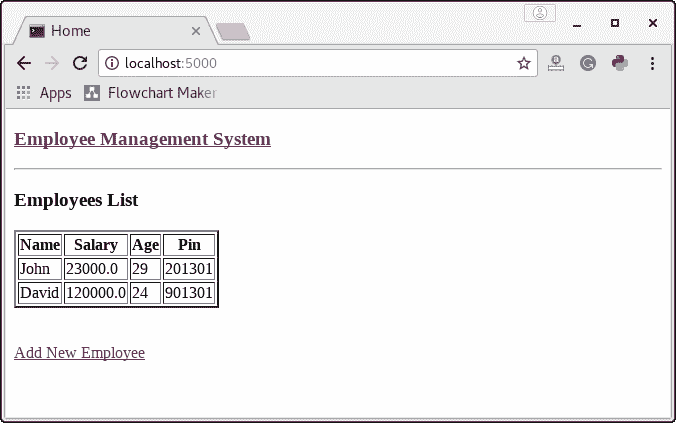 Home
localhost:5000
Apps Flowchart Maker
Employee Management System
Employees List
Name Salary Age Pin
John 23000.0 29 201301
David 120000.0 24 901301
Add New Employee